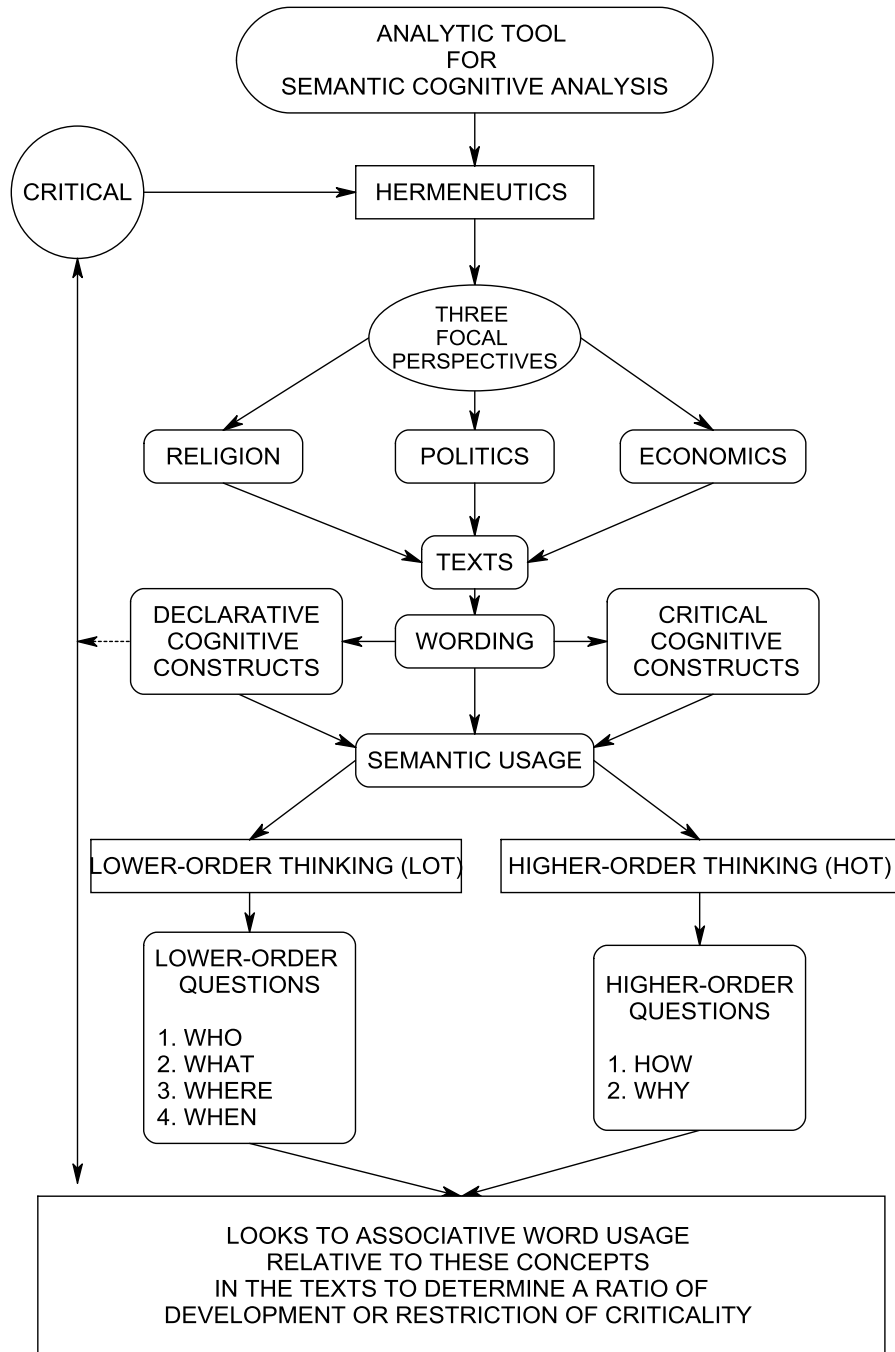 ANALYTIC TOOL
FOR
SEMANTIC COGNITIVE ANALYSIS
CRITICAL
HERMENEUTICS
THREE
FOCAL
PERSPECTIVES
RELIGION
POLITICS
ECONOMICS
TEXTS
DECLARATIVE
COGNITIVE
CONSTRUCTS
WORDING
CRITICAL
COGNITIVE
CONSTRUCTS
SEMANTIC USAGE
LOWER-ORDER THINKING (LOT)
HIGHER-ORDER THINKING (HOT)
LOWER-ORDER
QUESTIONS
1. WHO
2. WHAT
3. WHERE
4. WHEN
HIGHER-ORDER
QUESTIONS
1. HOW
2. WHY
LOOKS TO ASSOCIATIVE WORD USAGE
RELATIVE TO THESE CONCEPTS
IN THE TEXTS TO DETERMINE A RATIO OF
DEVELOPMENT OR RESTRICTION OF CRITICALITY